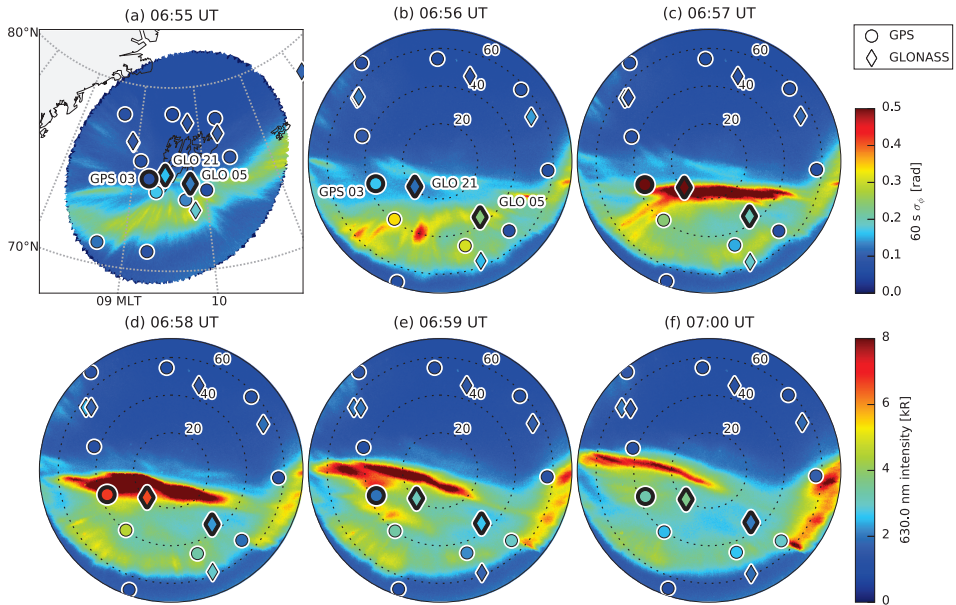 (a) 06:55 UT
(b) 06:56 UT
(c) 06:57 UT
80°N
70°N
GLO 21
GPS 03
GLO 05
09 MLT
10
60
40
20
GPS 03
GLO 21
GLO 05
60
40
20
GPS
GLONASS
0.5
0.4
0.3
0.2
0.1
0.0
60 s σϕ [rad]
(d) 06:58 UT
(e) 06:59 UT
(f) 07:00 UT
60
40
20
60
40
20
60
40
20
8
6
4
2
0
630.0 nm intensity [kR]